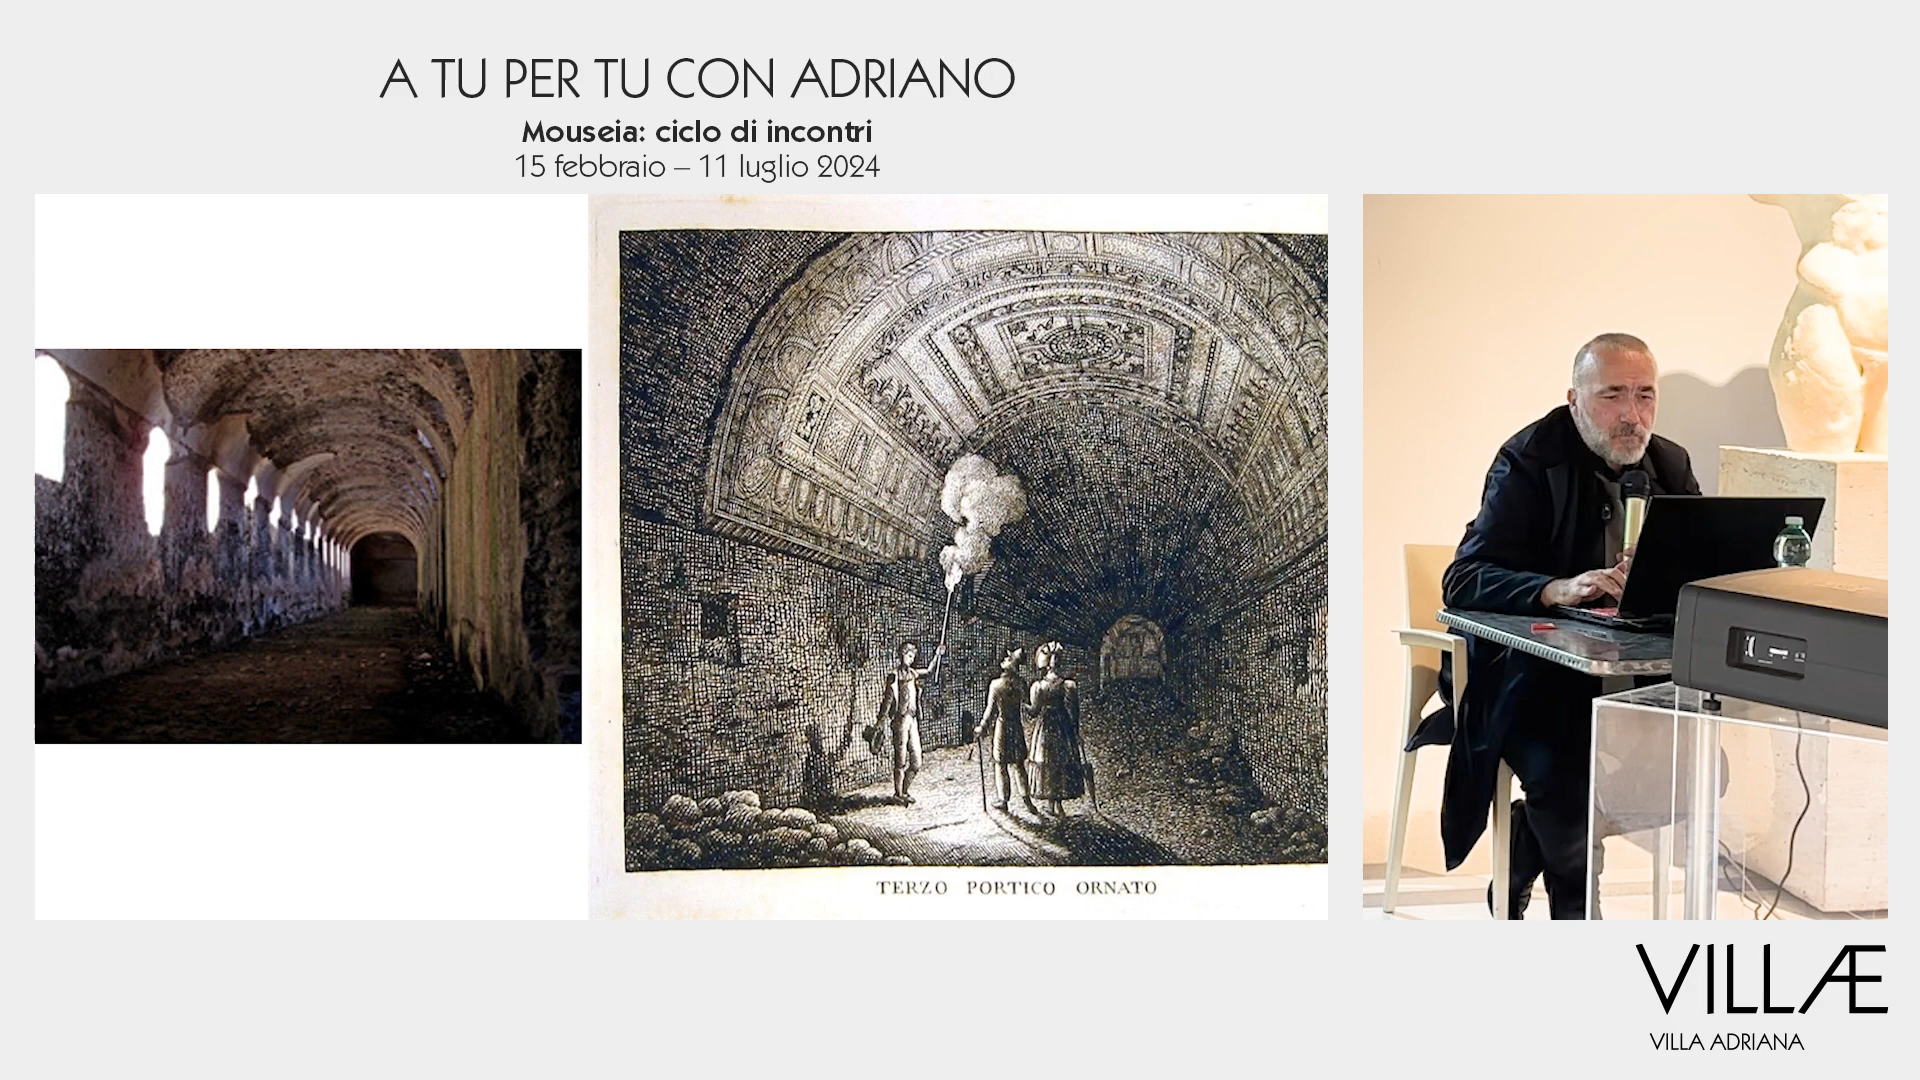 A TU PER TU CON ADRIANO
Mouseia: ciclo di incontri
15 febbraio – 11 luglio 2024
TERZO PORTICO ORNATO
VILLÆ
VILLA ADRIANA